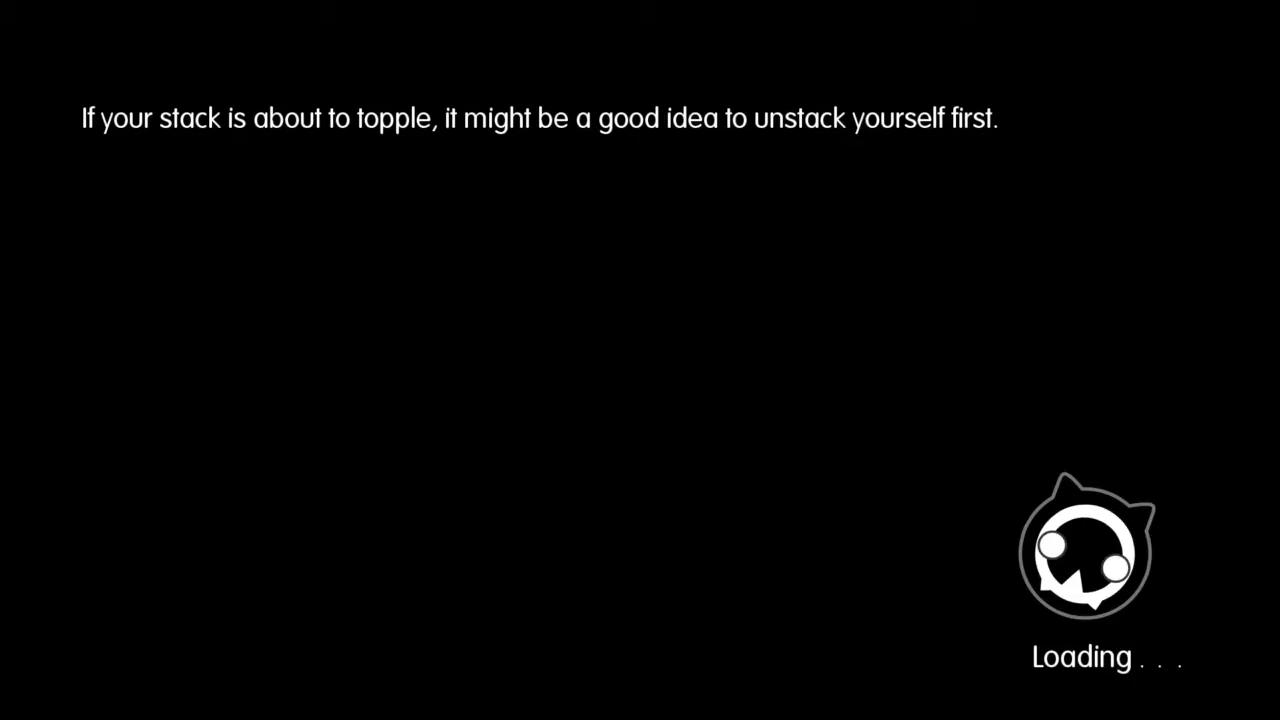 If your stack is about to topple, it might be a good idea to unstack yourself first.
Loading . . .